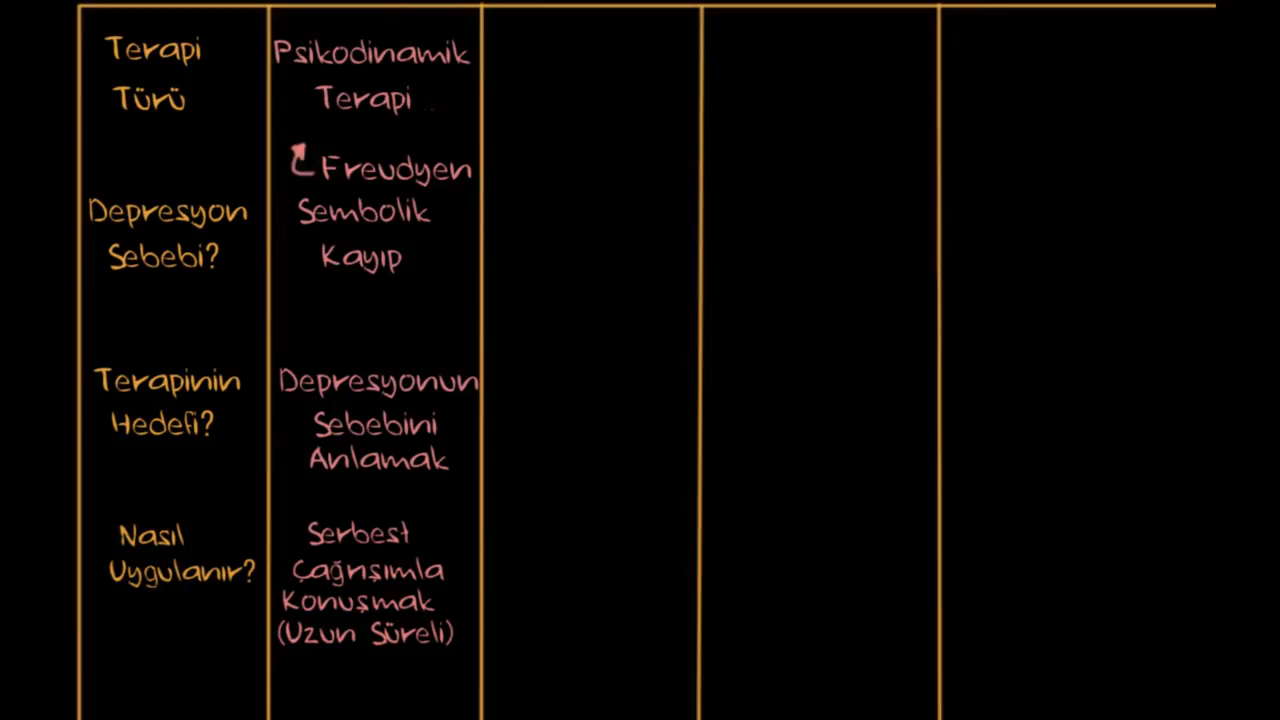 Terapi
Türü
Depresyon
Sebebi?
Terapinin
Hedefi?
Nasıl
Uygulanır?
Psikodinamik
Terapi
Freudyen
Sembolik
Kayıp
Depresyonun
Sebebini
Anlamak
Serbest
Çağrışımla
Konuşmak
(Uzun Süreli)